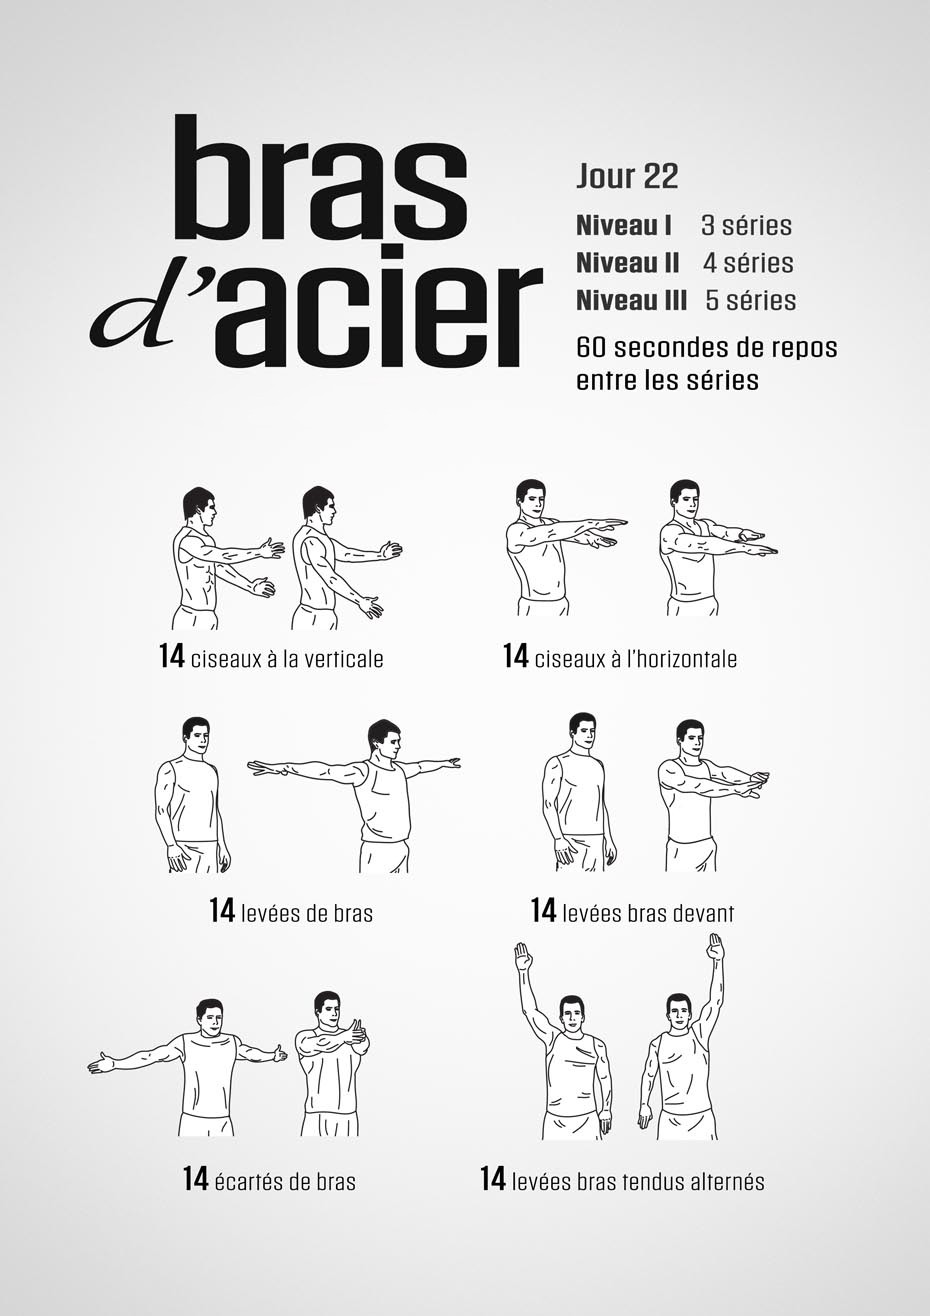 bras
d'acier
Jour 22
Niveau I 3 séries
Niveau II 4 séries
Niveau III 5 séries
60 secondes de repos
entre les séries
14 ciseaux à la verticale
14 ciseaux à l'horizontale
14 levées de bras
14 levées bras devant
14 écartés de bras
14 levées bras tendus alternés